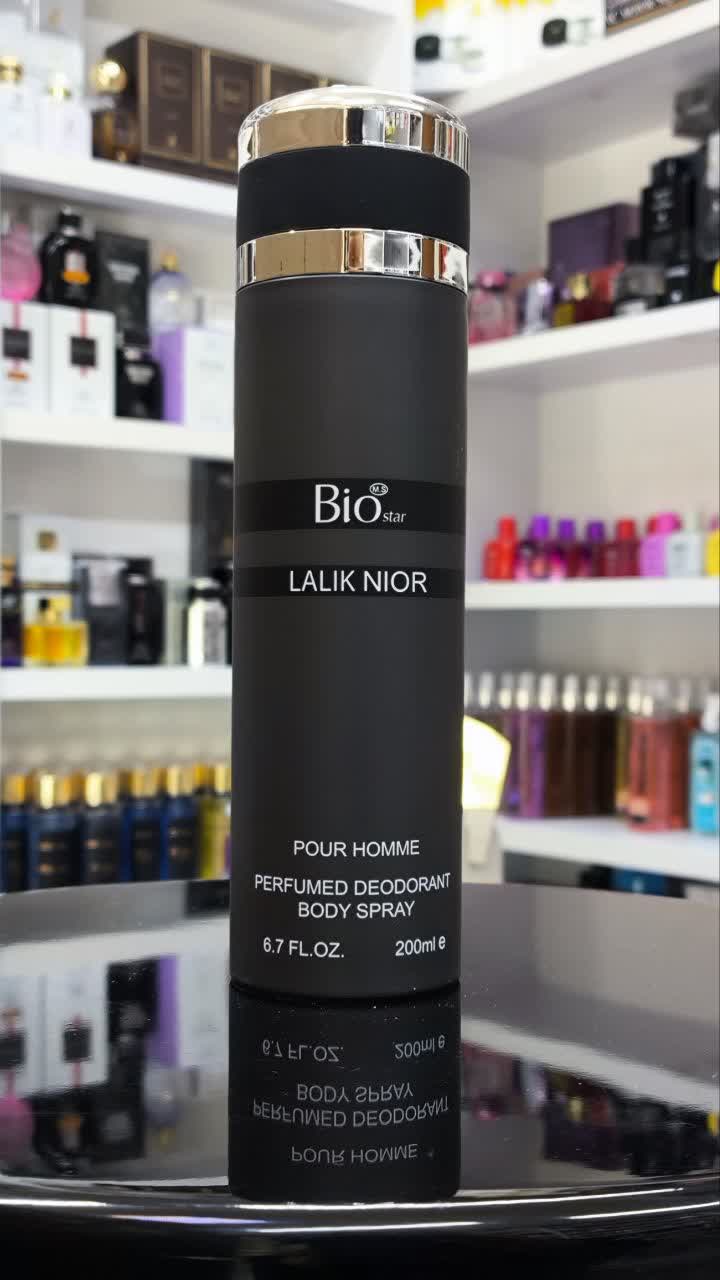 Bio star M.S
LALIK NIOR
POUR HOMME
PERFUMED DEODORANT
BODY SPRAY
6.7 FL.OZ. 200ml e